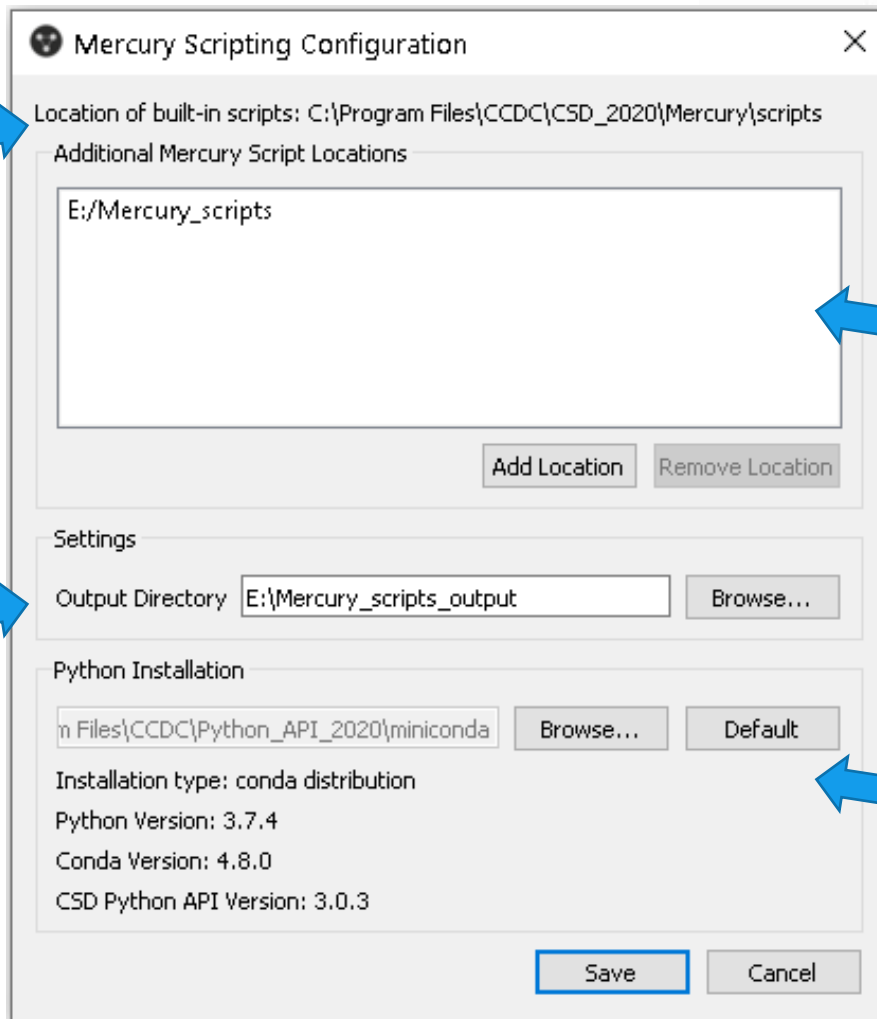 Mercury Scripting Configuration
Location of built-in scripts: C:\Program Files\CCDC\CSD_2020\Mercury\scripts
Additional Mercury Script Locations
E:/Mercury_scripts
Add Location Remove Location
Settings
Output Directory E:\Mercury_scripts_output Browse...
Python Installation
m Files\CCDC\Python_API_2020\miniconda Browse... Default
Installation type: conda distribution
Python Version: 3.7.4
Conda Version: 4.8.0
CSD Python API Version: 3.0.3
Save Cancel